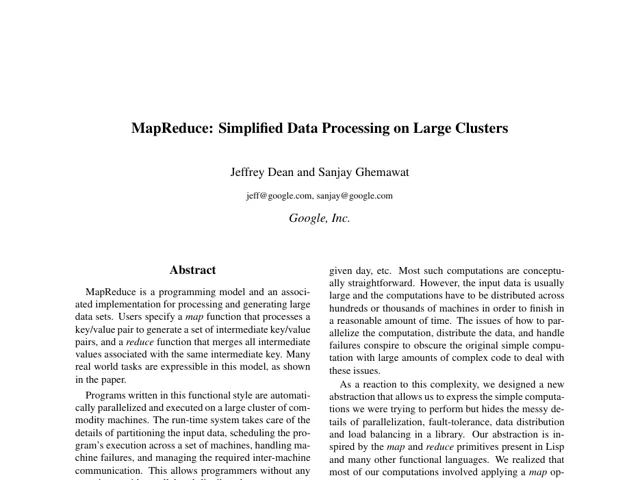 MapReduce: Simplified Data Processing on Large Clusters
Jeffrey Dean and Sanjay Ghemawat
jeff@google.com, sanjay@google.com
Google, Inc.
Abstract
MapReduce is a programming model and an associ-
ated implementation for processing and generating large
data sets. Users specify a map function that processes a
key/value pair to generate a set of intermediate key/value
pairs, and a reduce function that merges all intermediate
values associated with the same intermediate key. Many
real world tasks are expressible in this model, as shown
in the paper.
Programs written in this functional style are automati-
cally parallelized and executed on a large cluster of com-
modity machines. The run-time system takes care of the
details of partitioning the input data, scheduling the pro-
gram's execution across a set of machines, handling ma-
chine failures, and managing the required inter-machine
communication. This allows programmers without any
given day, etc. Most such computations are conceptu-
ally straightforward. However, the input data is usually
large and the computations have to be distributed across
hundreds or thousands of machines in order to finish in
a reasonable amount of time. The issues of how to par-
allelize the computation, distribute the data, and handle
failures conspire to obscure the original simple compu-
tation with large amounts of complex code to deal with
these issues.
As a reaction to this complexity, we designed a new
abstraction that allows us to express the simple computa-
tions we were trying to perform but hides the messy de-
tails of parallelization, fault-tolerance, data distribution
and load balancing in a library. Our abstraction is in-
spired by the map and reduce primitives present in Lisp
and many other functional languages. We realized that
most of our computations involved applying a map op-